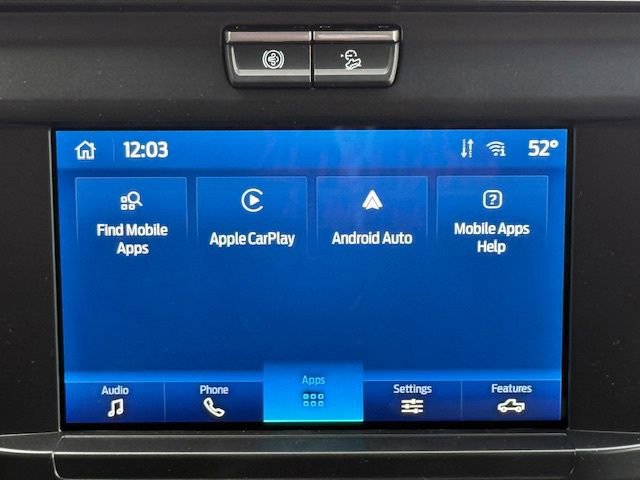 12:03
52°
Find Mobile
Apps
Apple CarPlay
Android Auto
Mobile Apps
Help
Audio
Phone
Apps
Settings
Features